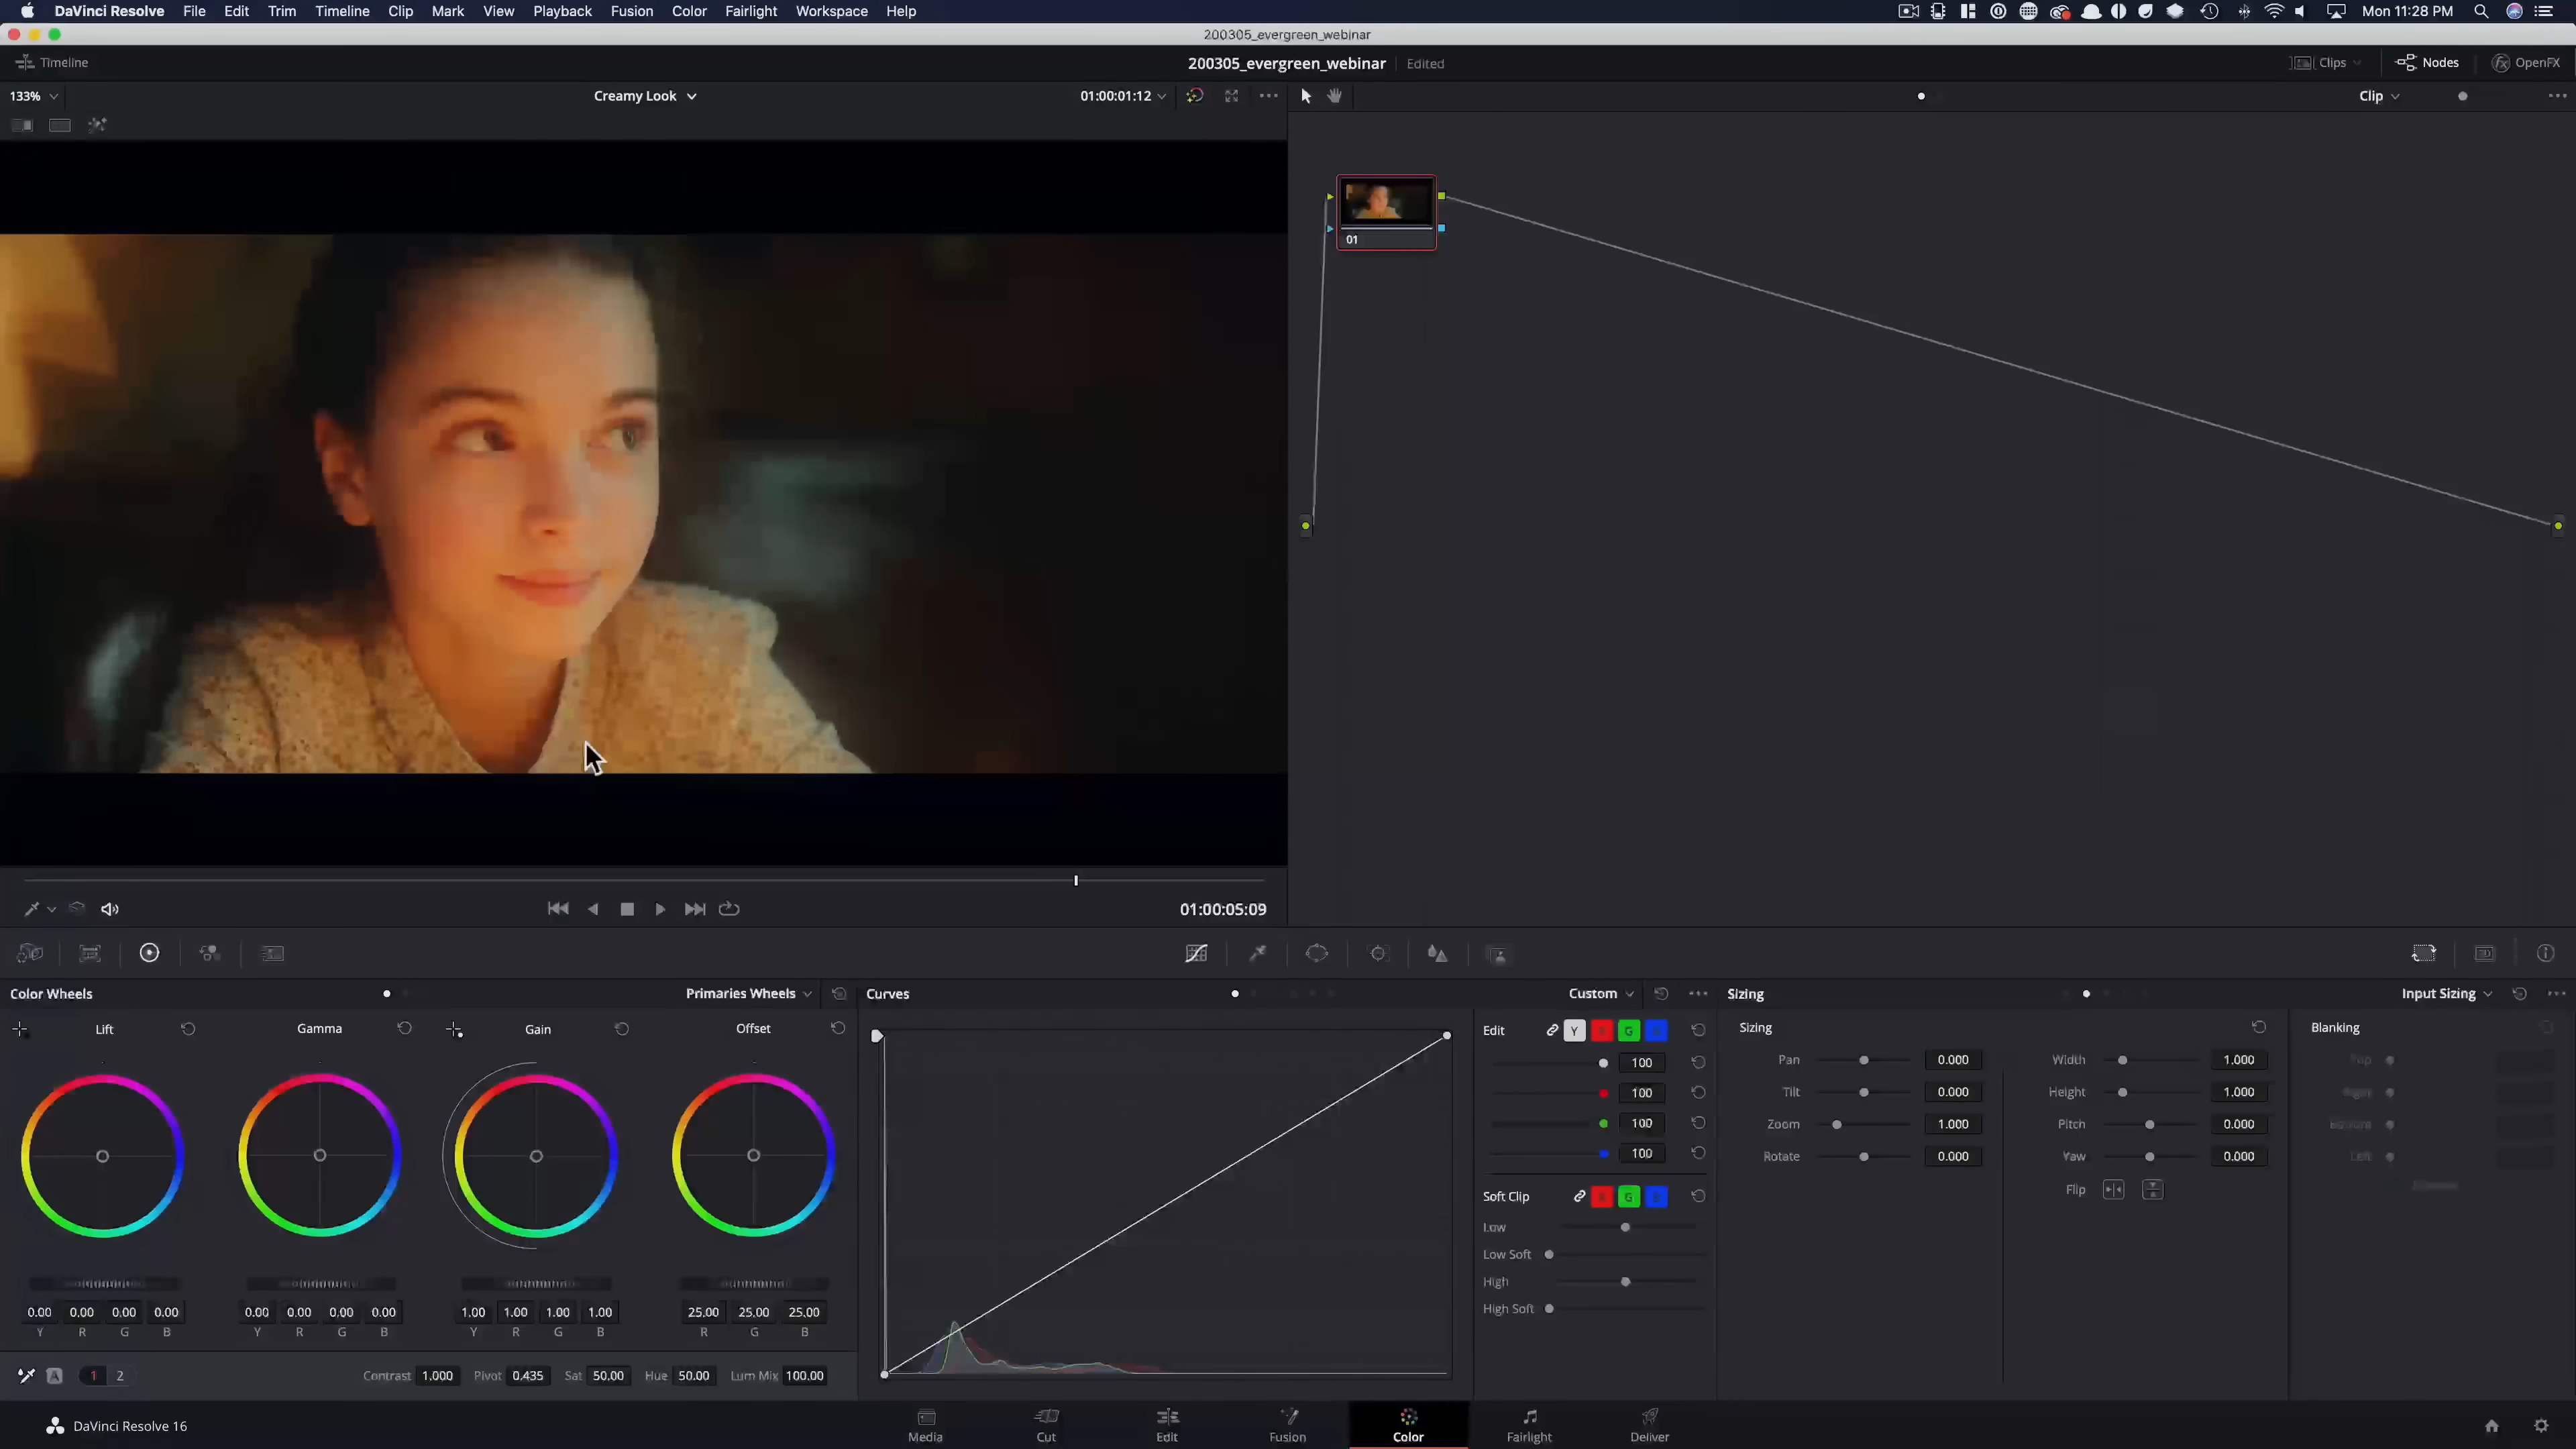 DaVinci Resolve File Edit Trim Timeline Clip Mark View Playback Fusion Color Fairlight Workspace Help Mon 11:28 PM
200305_evergreen_webinar
Timeline 200305_evergreen_webinar Edited Clips Nodes OpenFX
133% Creamy Look 01:00:01:12 Clip
01
01:00:05:09
Color Wheels Primaries Wheels Curves Custom Sizing Input Sizing
Lift Gamma Gain Offset Edit Y G Sizing Blanking
100 Pan 0.000 Width 1.000
100 Tilt 0.000 Height 1.000
100 Zoom 1.000 Pitch 0.000
100 Rotate 0.000 Yaw 0.000
Flip
Soft Clip G
Low
Low Soft
High
High Soft
0.00 0.00 0.00 0.00 0.00 0.00 0.00 0.00 1.00 1.00 1.00 1.00 25.00 25.00 25.00
Y R G B Y R G B Y R G B R G B
A 1 2 Contrast 1.000 Pivot 0.435 Sat 50.00 Hue 50.00 Lum Mix 100.00
DaVinci Resolve 16 Media Cut Edit Fusion Color Fairlight Deliver